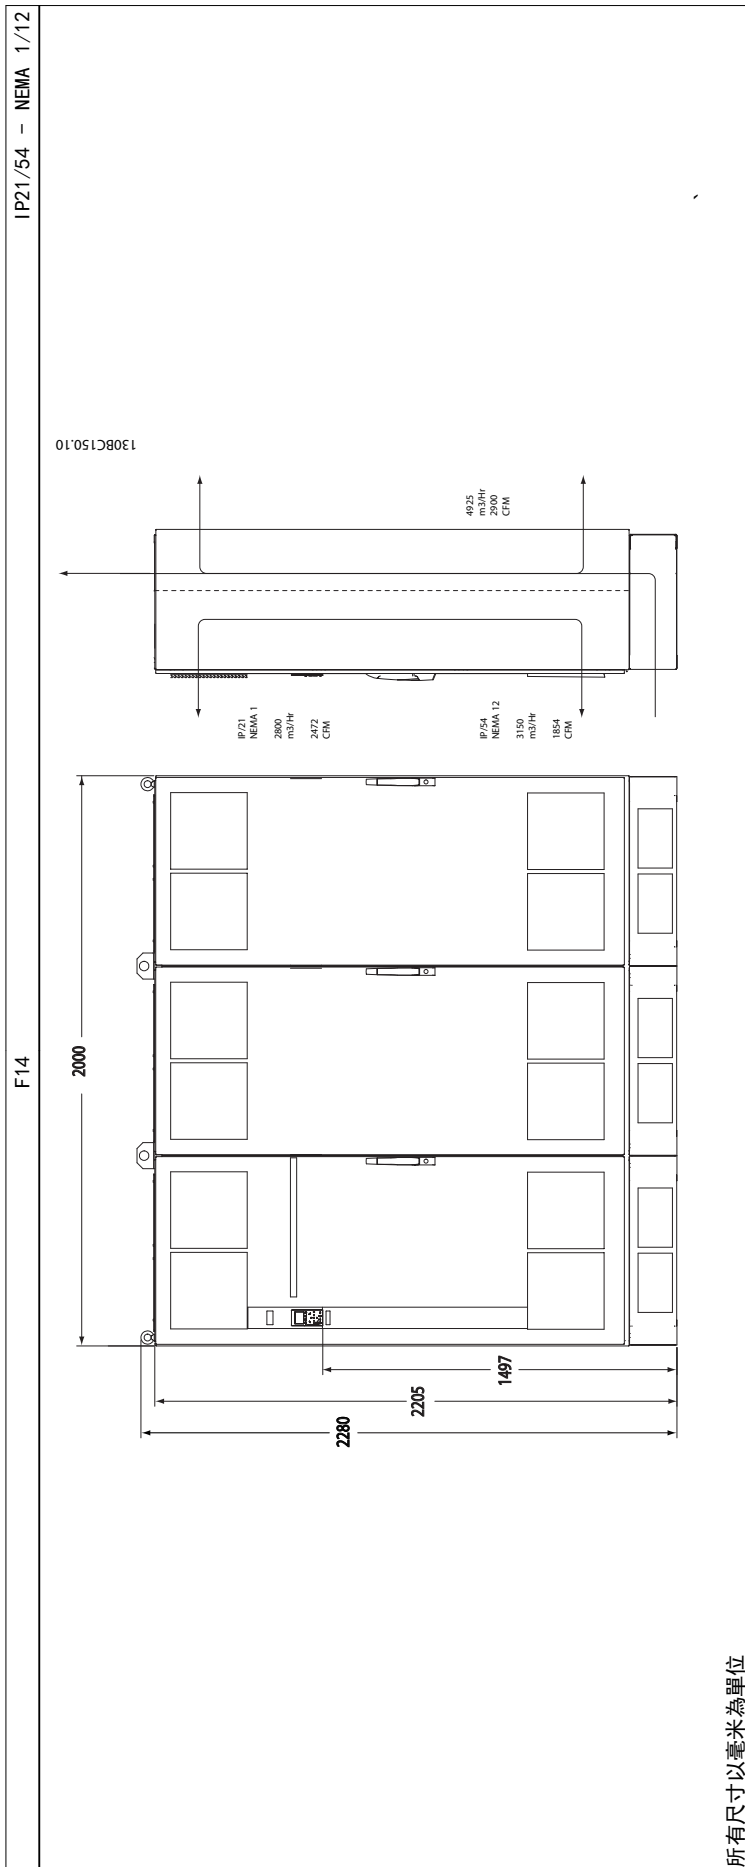 F14
IP21/54 - NEMA 1/12
130BC150.10
2280
2205
1497
2000
IP/21
NEMA 1
2800
m3/Hr
2472
CFM
IP/54
NEMA 12
3150
m3/Hr
1854
CFM
4925
m3/Hr
2900
CFM
所有尺寸以毫米為單位